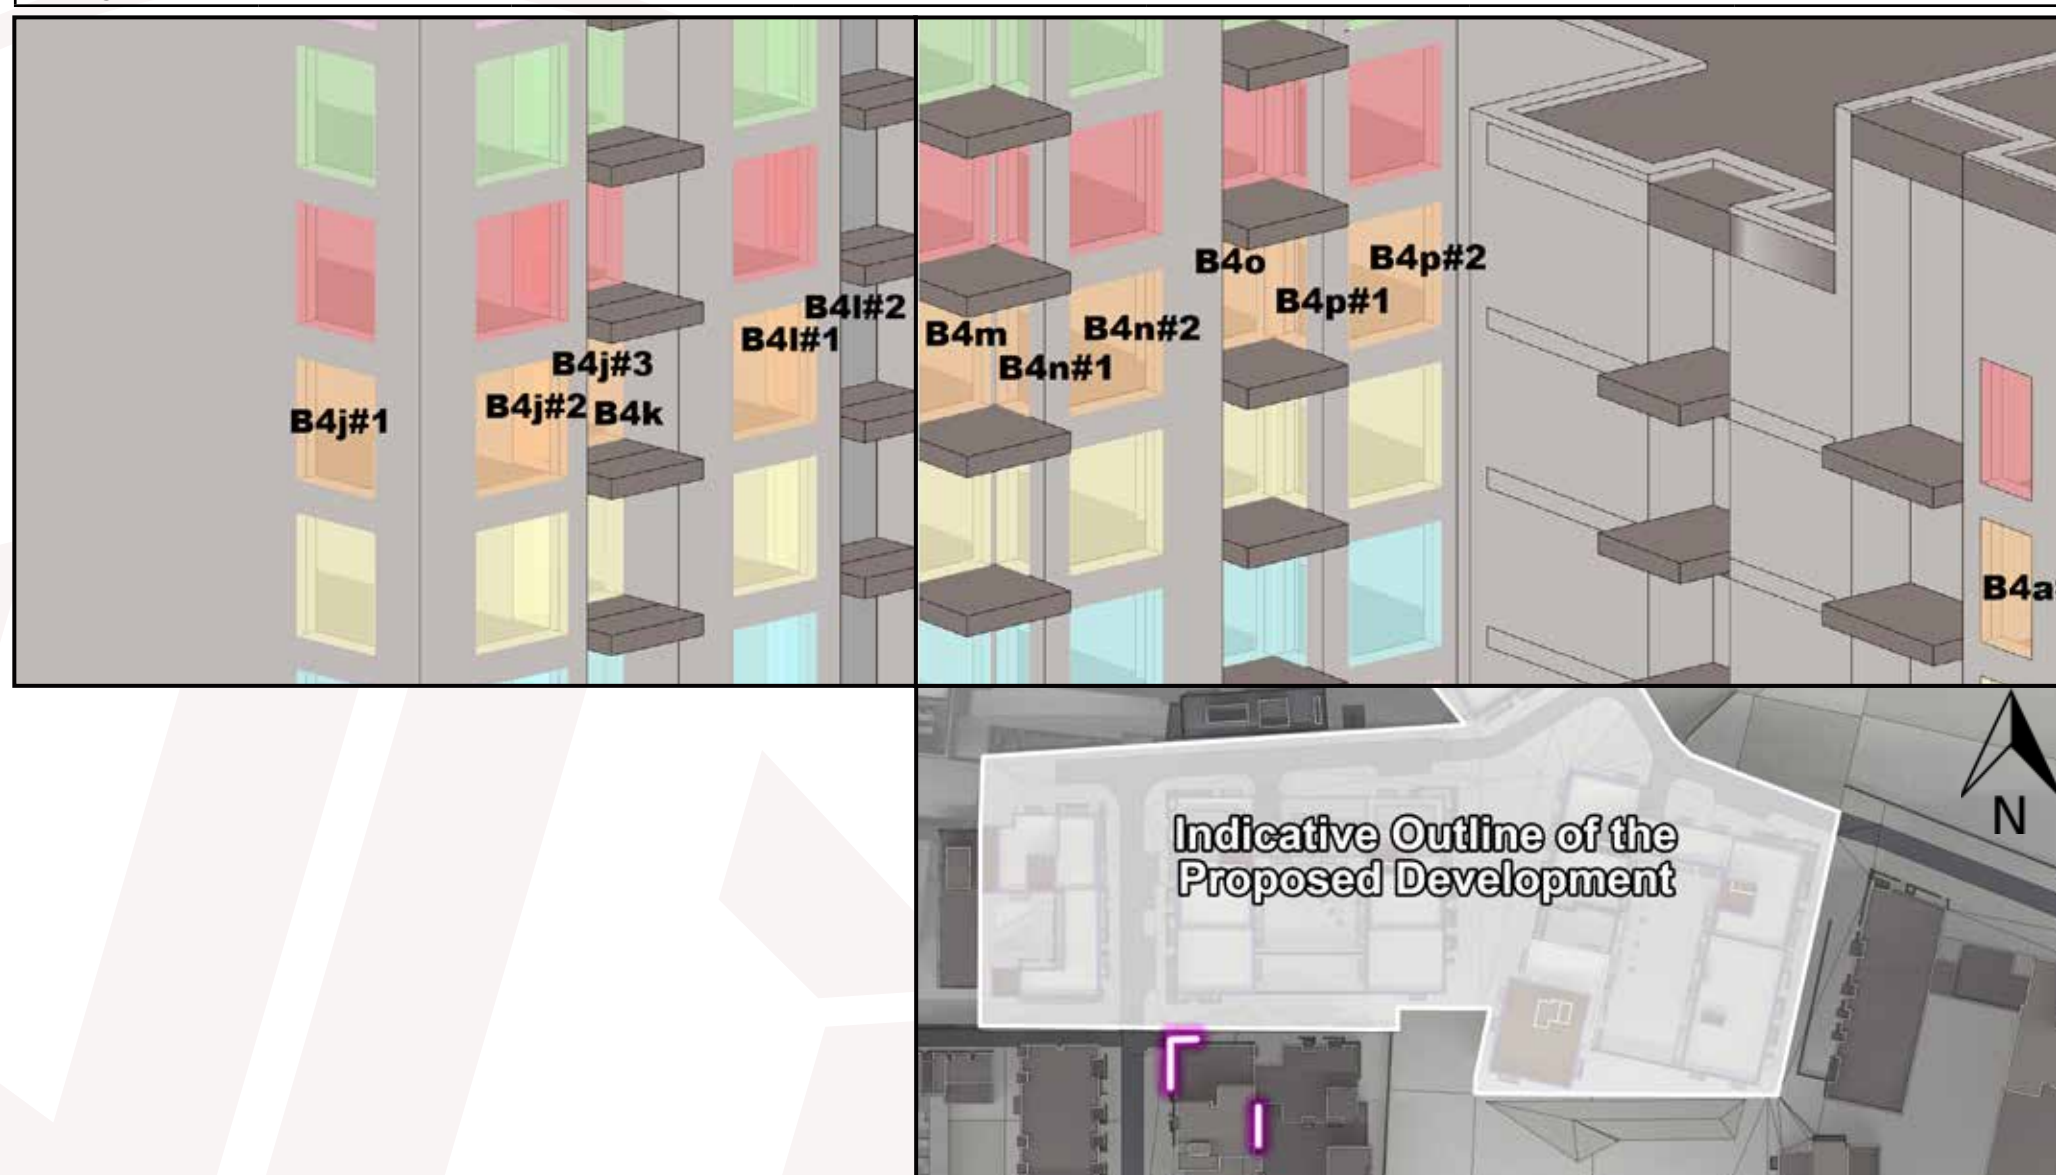 B4j#1
B4j#2
B4j#3
B4k
B4l#1
B4l#2
B4m
B4n#1
B4n#2
B4o
B4p#1
B4p#2
B4a
Indicative Outline of the
Proposed Development
N